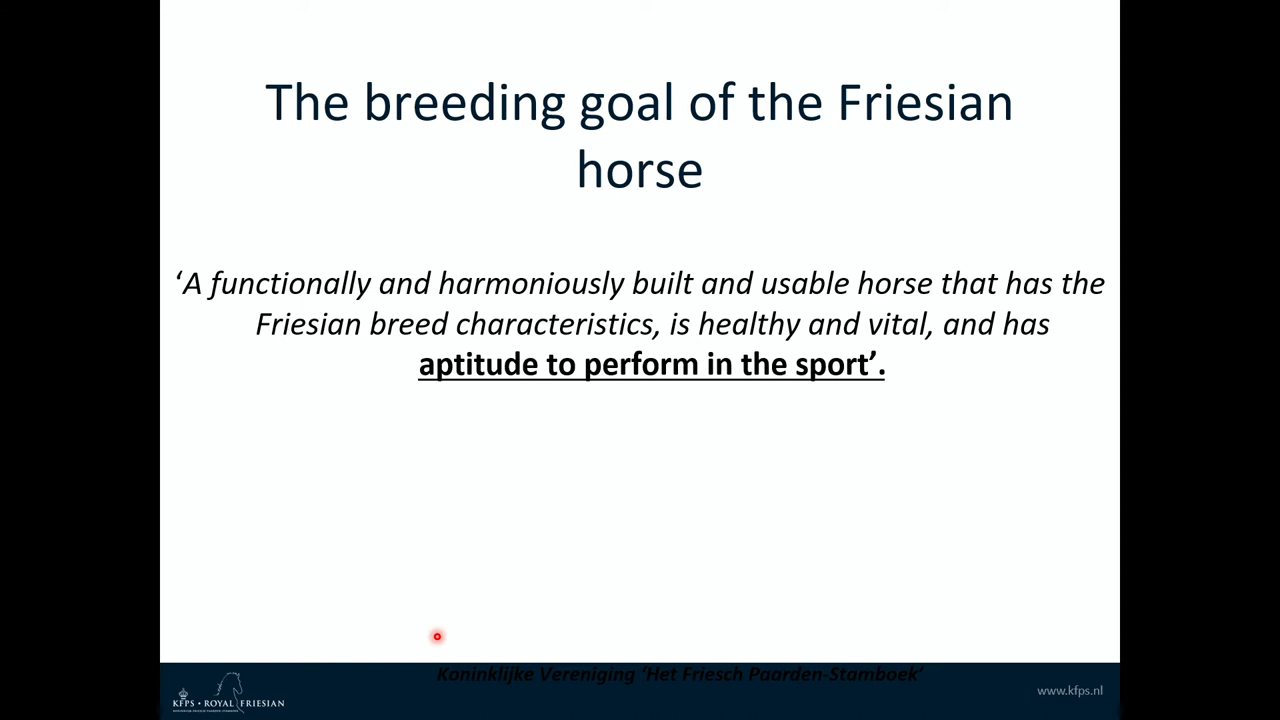 The breeding goal of the Friesian
horse
‘A functionally and harmoniously built and usable horse that has the
Friesian breed characteristics, is healthy and vital, and has
aptitude to perform in the sport’.
Koninklijke Vereniging ‘Het Friesch Paarden-Stamboek’
KFPS • ROYAL FRIESIAN
www.kfps.nl